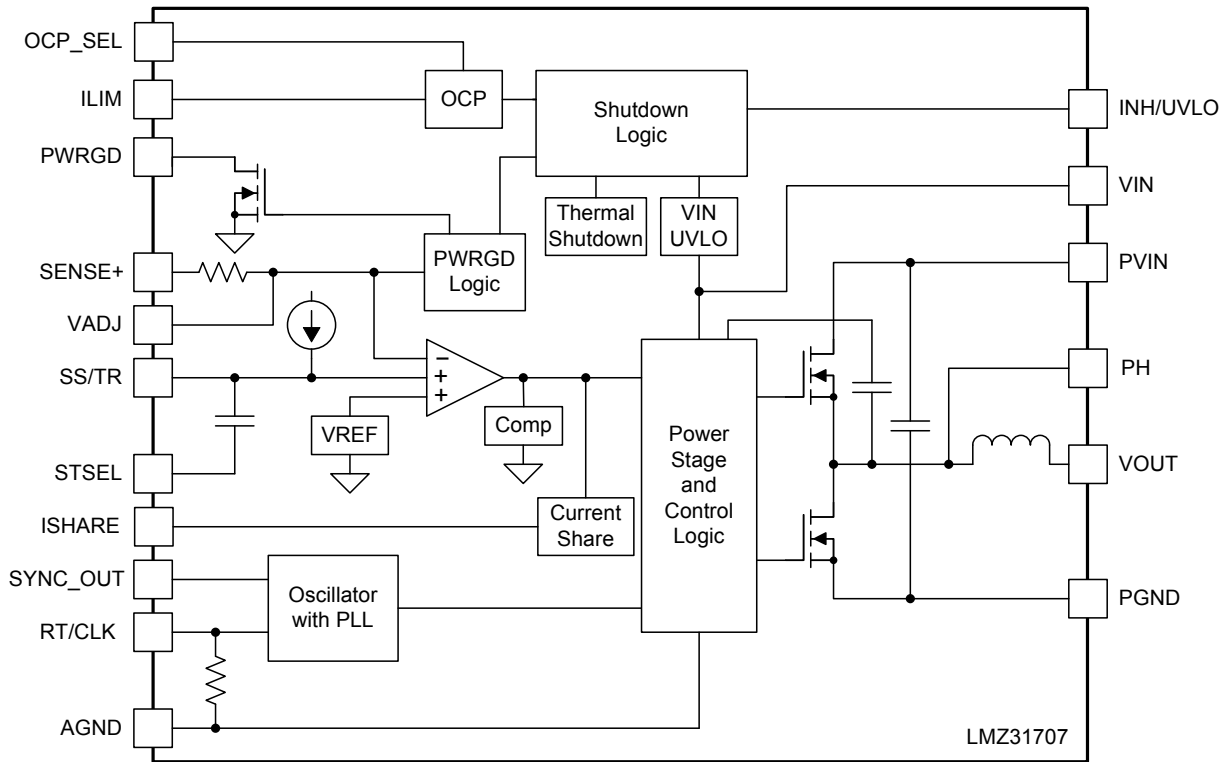 OCP_SEL
ILIM
PWRGD
SENSE+
VADJ
SS/TR
STSEL
ISHARE
SYNC_OUT
RT/CLK
AGND
OCP
Shutdown
Logic
Thermal
Shutdown
VIN
UVLO
PWRGD
Logic
−
+
+
VREF
Comp
Current
Share
Oscillator
with PLL
Power
Stage
and
Control
Logic
INH/UVLO
VIN
PVIN
PH
VOUT
PGND
LMZ31707